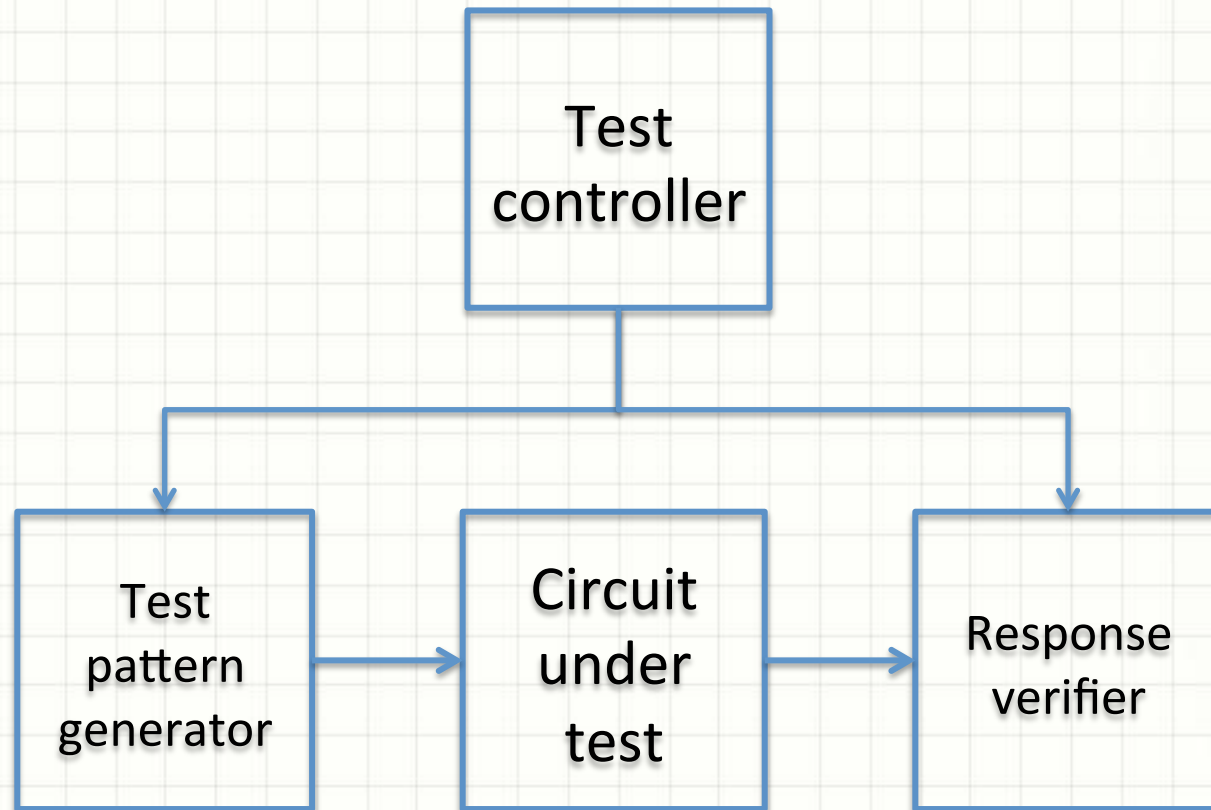 Test
controller
Test
pattern
generator
Circuit
under
test
Response
verifier